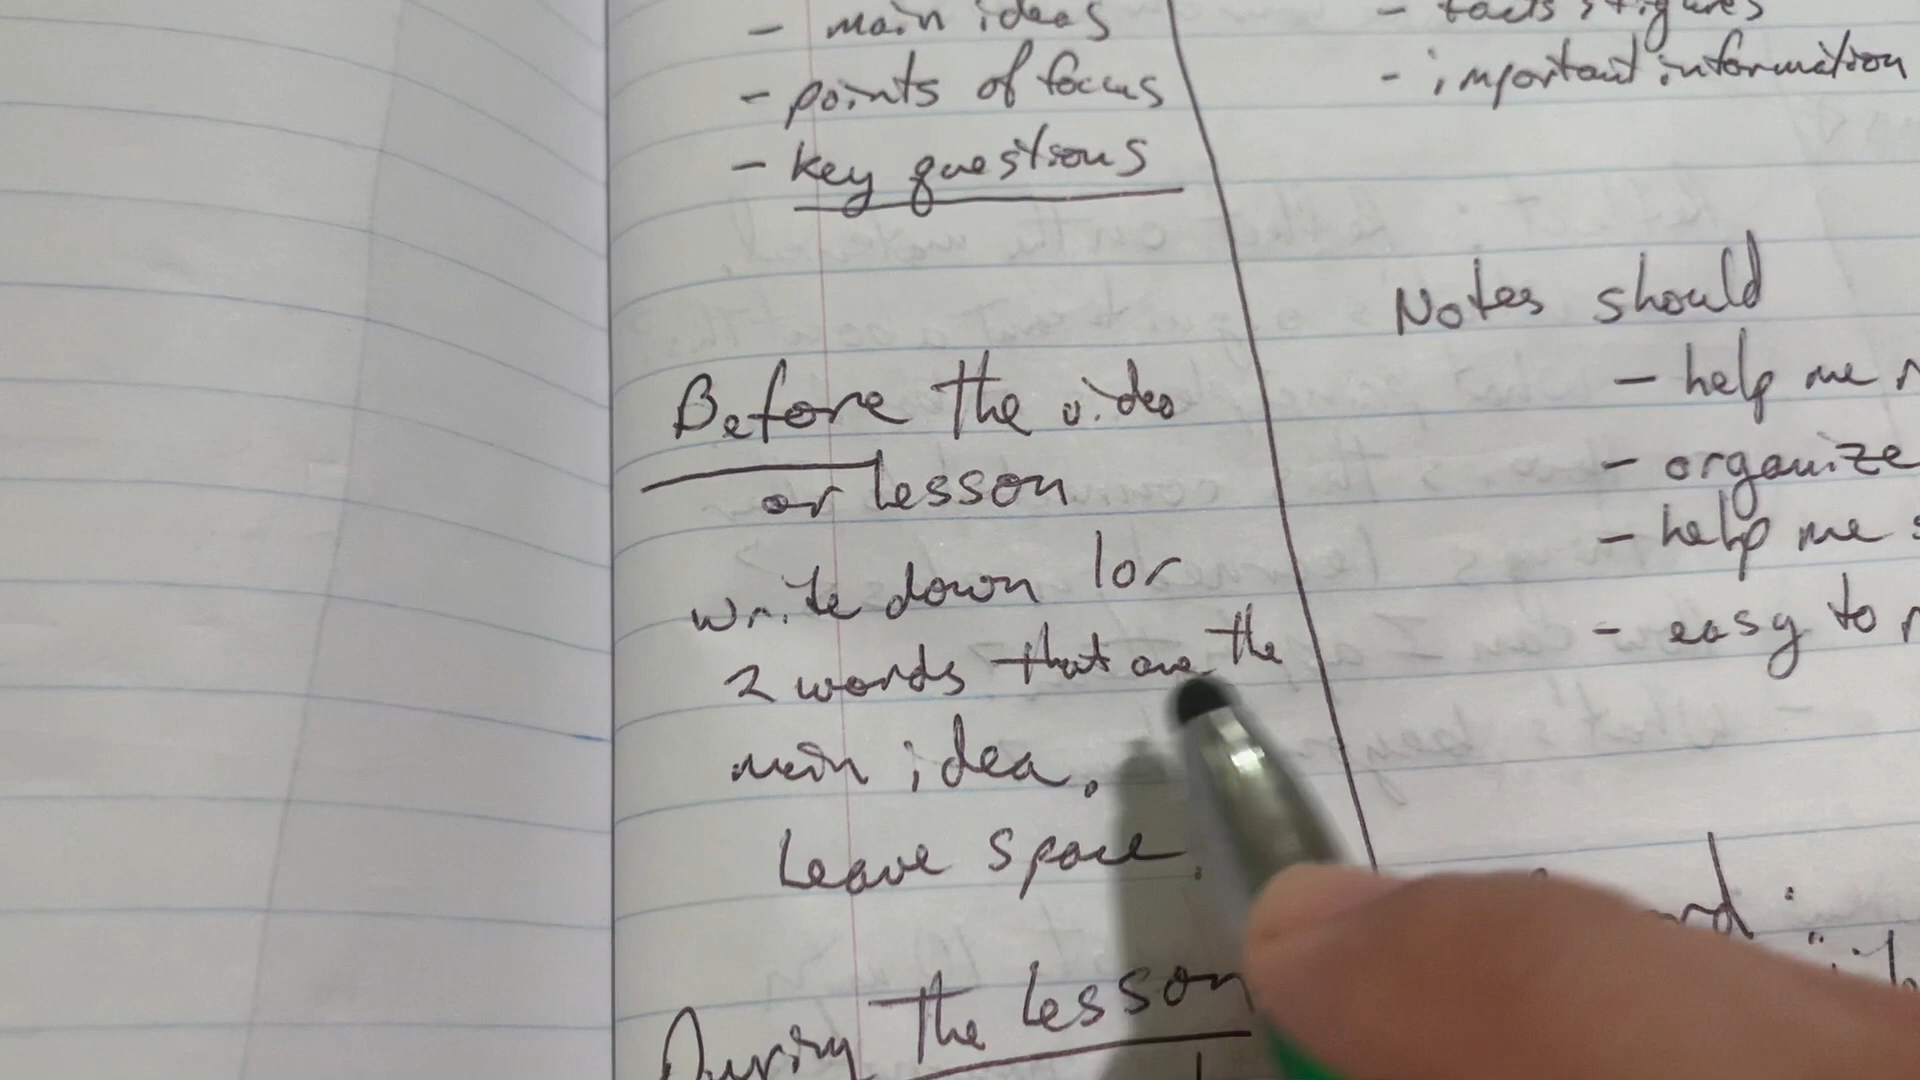 - main ideas
- points of focus
- key questions
Before the video
or lesson
write down 1 or
2 words that are the
main idea.
Leave space.
During the lesson
- facts & figures
- important information
Notes should
- help me
- organize
- help me
- easy to